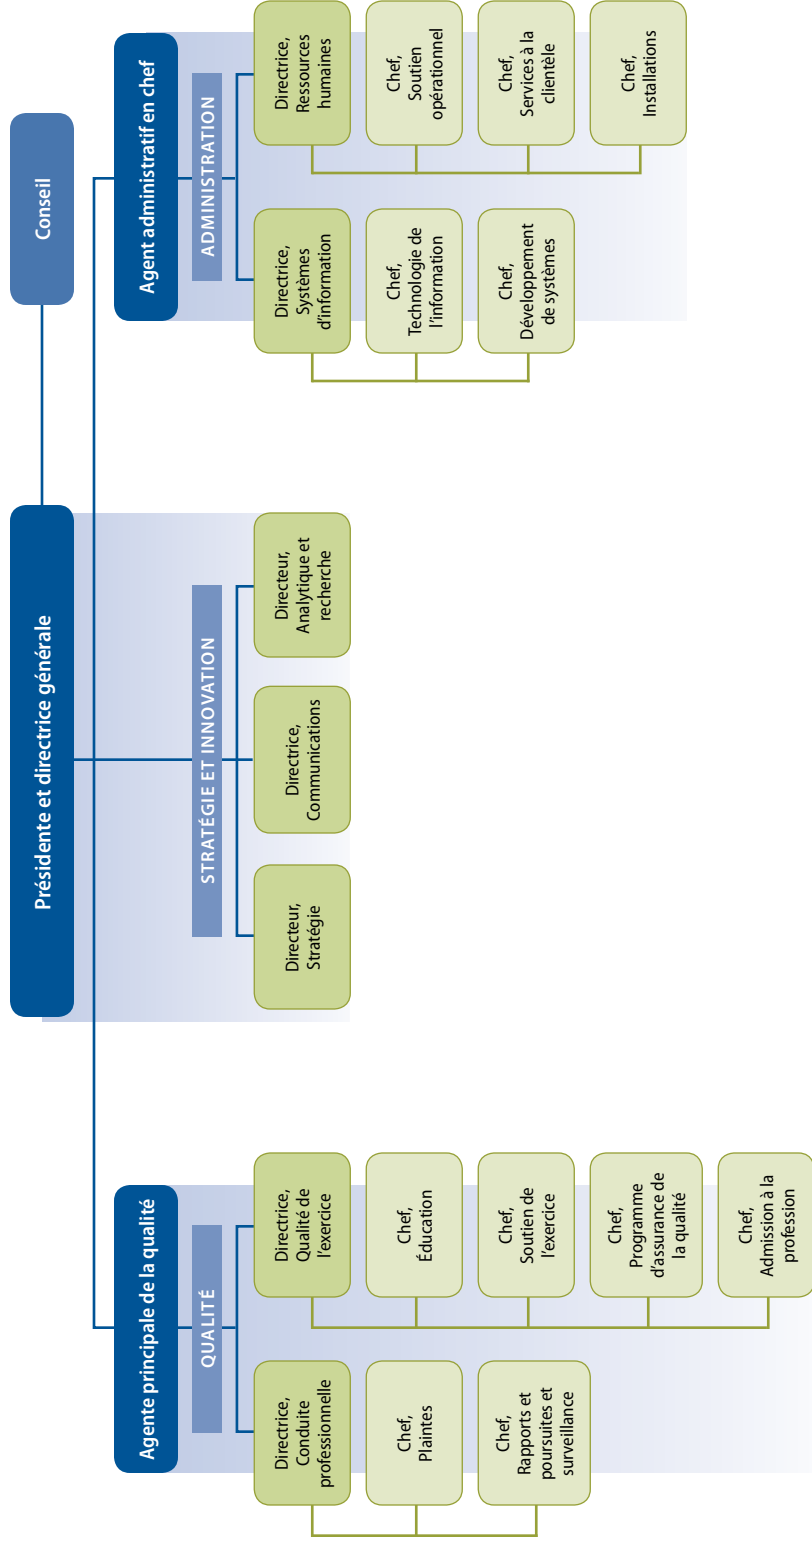 Conseil
Présidente et directrice générale
Agente principale de la qualité
QUALITÉ
Directrice,
Conduite
professionnelle
Chef,
Plaintes
Chef,
Rapports et
poursuites et
surveillance
Directrice,
Qualité de
l'exercice
Chef,
Éducation
Chef,
Soutien de
l'exercice
Chef,
Programme
d'assurance de
la qualité
Chef,
Admission à la
profession
STRATÉGIE ET INNOVATION
Directeur,
Stratégie
Directrice,
Communications
Directeur,
Analytique et
recherche
Agent administratif en chef
ADMINISTRATION
Directrice,
Systèmes
d'information
Chef,
Technologie de
l'information
Chef,
Développement
de systèmes
Directrice,
Ressources
humaines
Chef,
Soutien
opérationnel
Chef,
Services à la
clientèle
Chef,
Installations